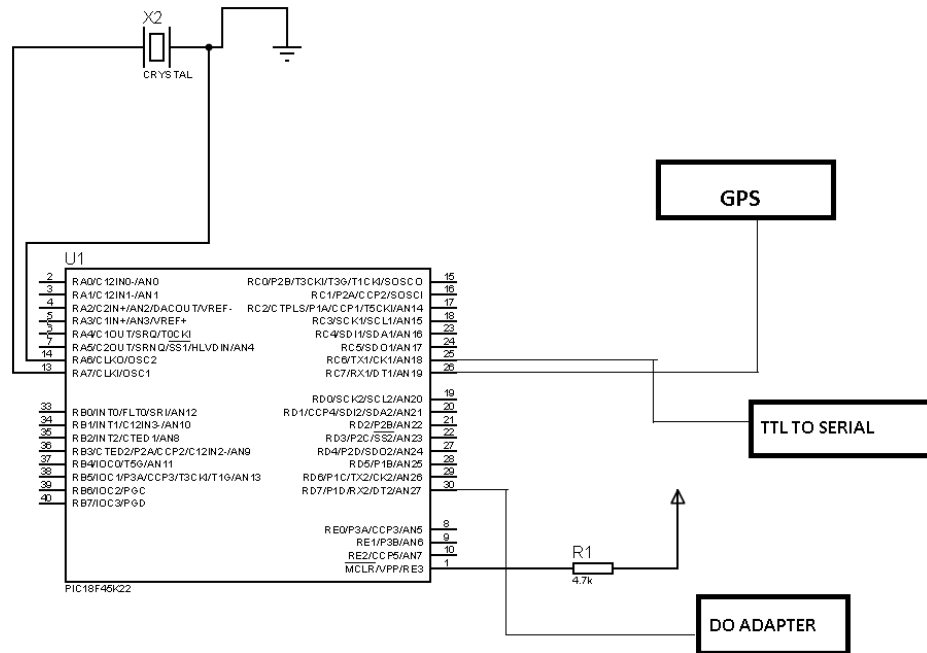 X2
CRYSTAL
GPS
U1
2 RA0/C12IN0-/AN0
3 RA1/C12IN1-/AN1
4 RA2/C2IN+/AN2/DACOUT/VREF-
5 RA3/C1IN+/AN3/VREF+
RA4/C1OUT/SRQ/T0CKI
7 RA5/C2OUT/SRNQ/SS1/HLVDIN/AN4
14 RA6/CLKO/OSC2
13 RA7/CLKI/OSC1
33 RB0/INT0/FLT0/SRI/AN12
34 RB1/INT1/C12IN3-/AN10
35 RB2/INT2/CTED1/AN8
36 RB3/CTED2/P2A/CCP2/C12IN2-/AN9
37 RB4/IOC0/T5G/AN11
38 RB5/IOC1/P3A/CCP3/T3CKI/T1G/AN13
39 RB6/IOC2/PGC
40 RB7/IOC3/PGD
RC0/P2B/T3CKI/T3G/T1CKI/SOSCO 15
RC1/P2A/CCP2/SOSCI 16
RC2/CTPLS/P1A/CCP1/T5CKI/AN14 17
RC3/SCK1/SCL1/AN15 18
RC4/SDI1/SDA1/AN16 23
RC5/SDO1/AN17 24
RC6/TX1/CK1/AN18 25
RC7/RX1/DT1/AN19 26
RD0/SCK2/SCL2/AN20 19
RD1/CCP4/SDI2/SDA2/AN21 20
RD2/P2B/AN22 21
RD3/P2C/SS2/AN23 22
RD4/P2D/SDO2/AN24 27
RD5/P1B/AN25 28
RD6/P1C/TX2/CK2/AN26 29
RD7/P1D/RX2/DT2/AN27 30
RE0/P3A/CCP3/AN5 8
RE1/P3B/AN6 9
RE2/CCP5/AN7 10
MCLR/VPP/RE3 1
PIC18F45K22
TTL TO SERIAL
R1
4.7k
DO ADAPTER